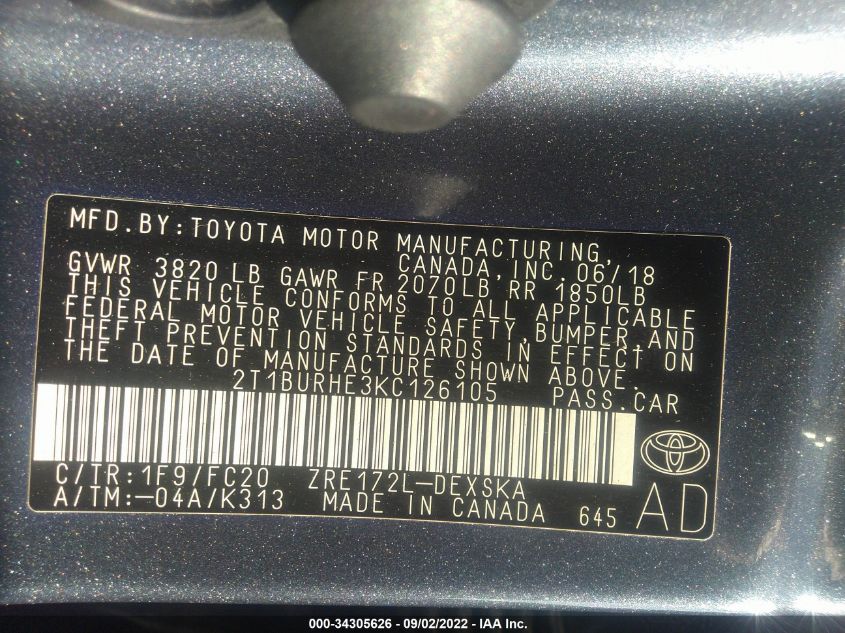 MFD.BY:TOYOTA MOTOR MANUFACTURING,
CANADA,INC.06/18
GVWR 3820 LB GAWR FR 2070LB,RR 1850LB
THIS VEHICLE CONFORMS TO ALL APPLICABLE
FEDERAL MOTOR VEHICLE SAFETY,BUMPER,AND
THEFT PREVENTION STANDARDS IN EFFECT ON
THE DATE OF MANUFACTURE SHOWN ABOVE.
2T1BURHE3KC126105 PASS.CAR
C/TR:1F9/FC20 ZRE172L-DEXSKA
A/TM:-04A/K313 MADE IN CANADA 645 AD
000-34305626 - 09/02/2022 - IAA Inc.